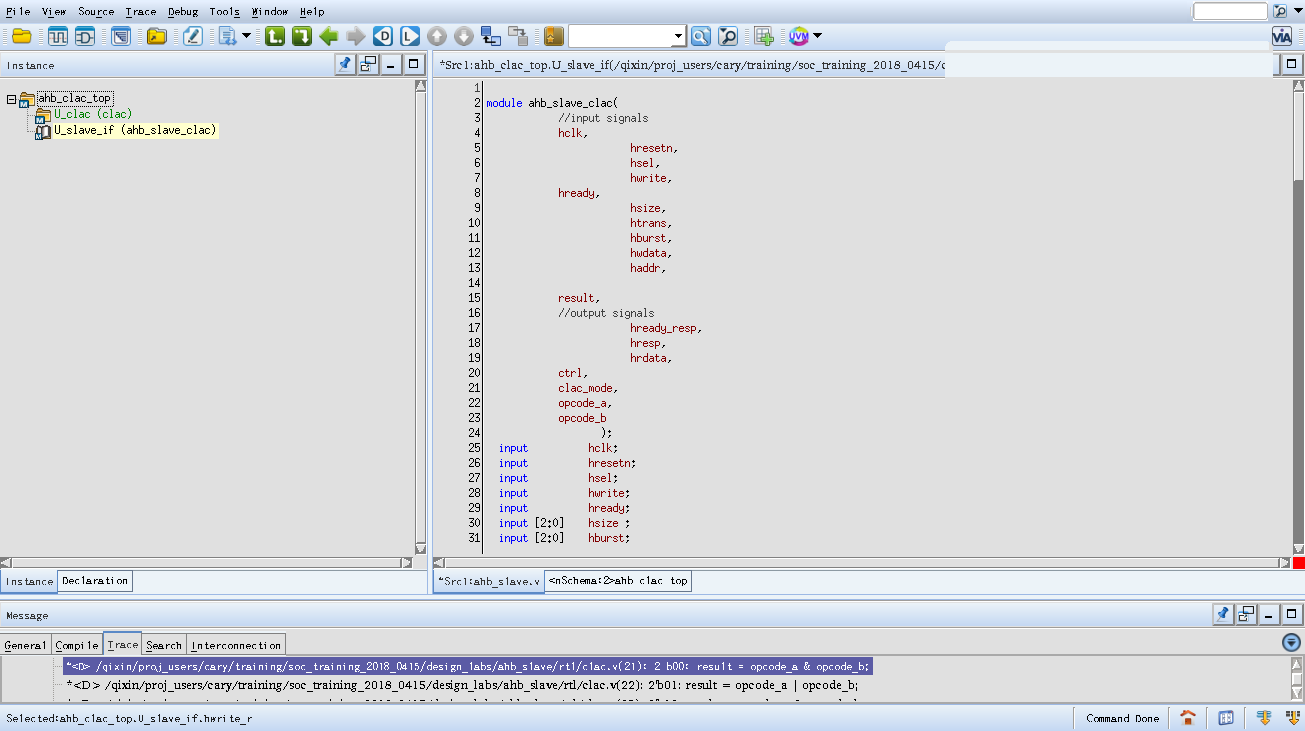 File View Source Trace Debug Tools Window Help
D L UVM VIA
Instance
*Src1:ahb_clac_top.U_slave_if(/qixin/proj_users/cary/training/soc_training_2018_0415/
ahb_clac_top
U_clac (clac)
U_slave_if (ahb_slave_clac)
1
2 module ahb_slave_clac(
3 //input signals
4 hclk,
5 hresetn,
6 hsel,
7 hwrite,
8 hready,
9 hsize,
10 htrans,
11 hburst,
12 hwdata,
13 haddr,
14
15 result,
16 //output signals
17 hready_resp,
18 hresp,
19 hrdata,
20 ctrl,
21 clac_mode,
22 opcode_a,
23 opcode_b
24 );
25 input hclk;
26 input hresetn;
27 input hsel;
28 input hwrite;
29 input hready;
30 input [2:0] hsize ;
31 input [2:0] hburst;
Instance Declaration
*Src1:ahb_slave.v <nSchema:2>ahb clac top
Message
General Compile Trace Search Interconnection
*<D> /qixin/proj_users/cary/training/soc_training_2018_0415/design_labs/ahb_slave/rtl/clac.v(21): 2 b00: result = opcode_a & opcode_b;
*<D> /qixin/proj_users/cary/training/soc_training_2018_0415/design_labs/ahb_slave/rtl/clac.v(22): 2'b01: result = opcode_a | opcode_b;
Selected:ahb_clac_top.U_slave_if.hwrite_r
Command Done